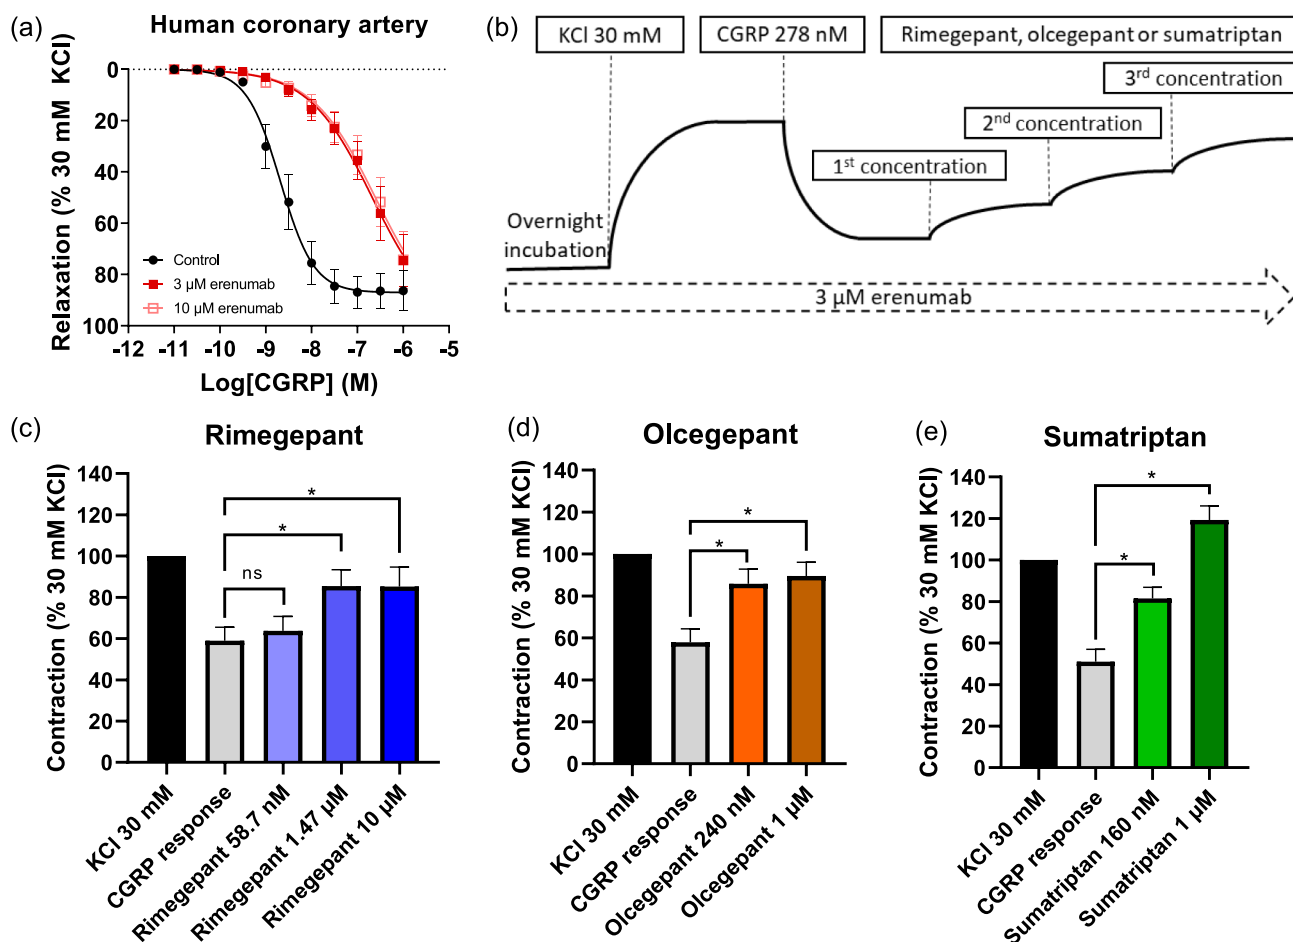 (a)
Human coronary artery
Relaxation (% 30 mM KCl)
0
20
40
60
80
100
Control
3 µM erenumab
10 µM erenumab
-12 -11 -10 -9 -8 -7 -6 -5
Log[CGRP] (M)
(b)
KCl 30 mM
CGRP 278 nM
Rimegepant, olcegepant or sumatriptan
3rd concentration
2nd concentration
1st concentration
Overnight
incubation
3 µM erenumab
(c)
Rimegepant
Contraction (% 30 mM KCl)
140
120
100
80
60
40
20
0
*
*
ns
KCl 30 mM
CGRP response
Rimegepant 58.7 nM
Rimegepant 1.47 µM
Rimegepant 10 µM
(d)
Olcegepant
Contraction (% 30 mM KCl)
140
120
100
80
60
40
20
0
*
*
KCl 30 mM
CGRP response
Olcegepant 240 nM
Olcegepant 1 µM
(e)
Sumatriptan
Contraction (% 30 mM KCl)
140
120
100
80
60
40
20
0
*
*
KCl 30 mM
CGRP response
Sumatriptan 160 nM
Sumatriptan 1 µM